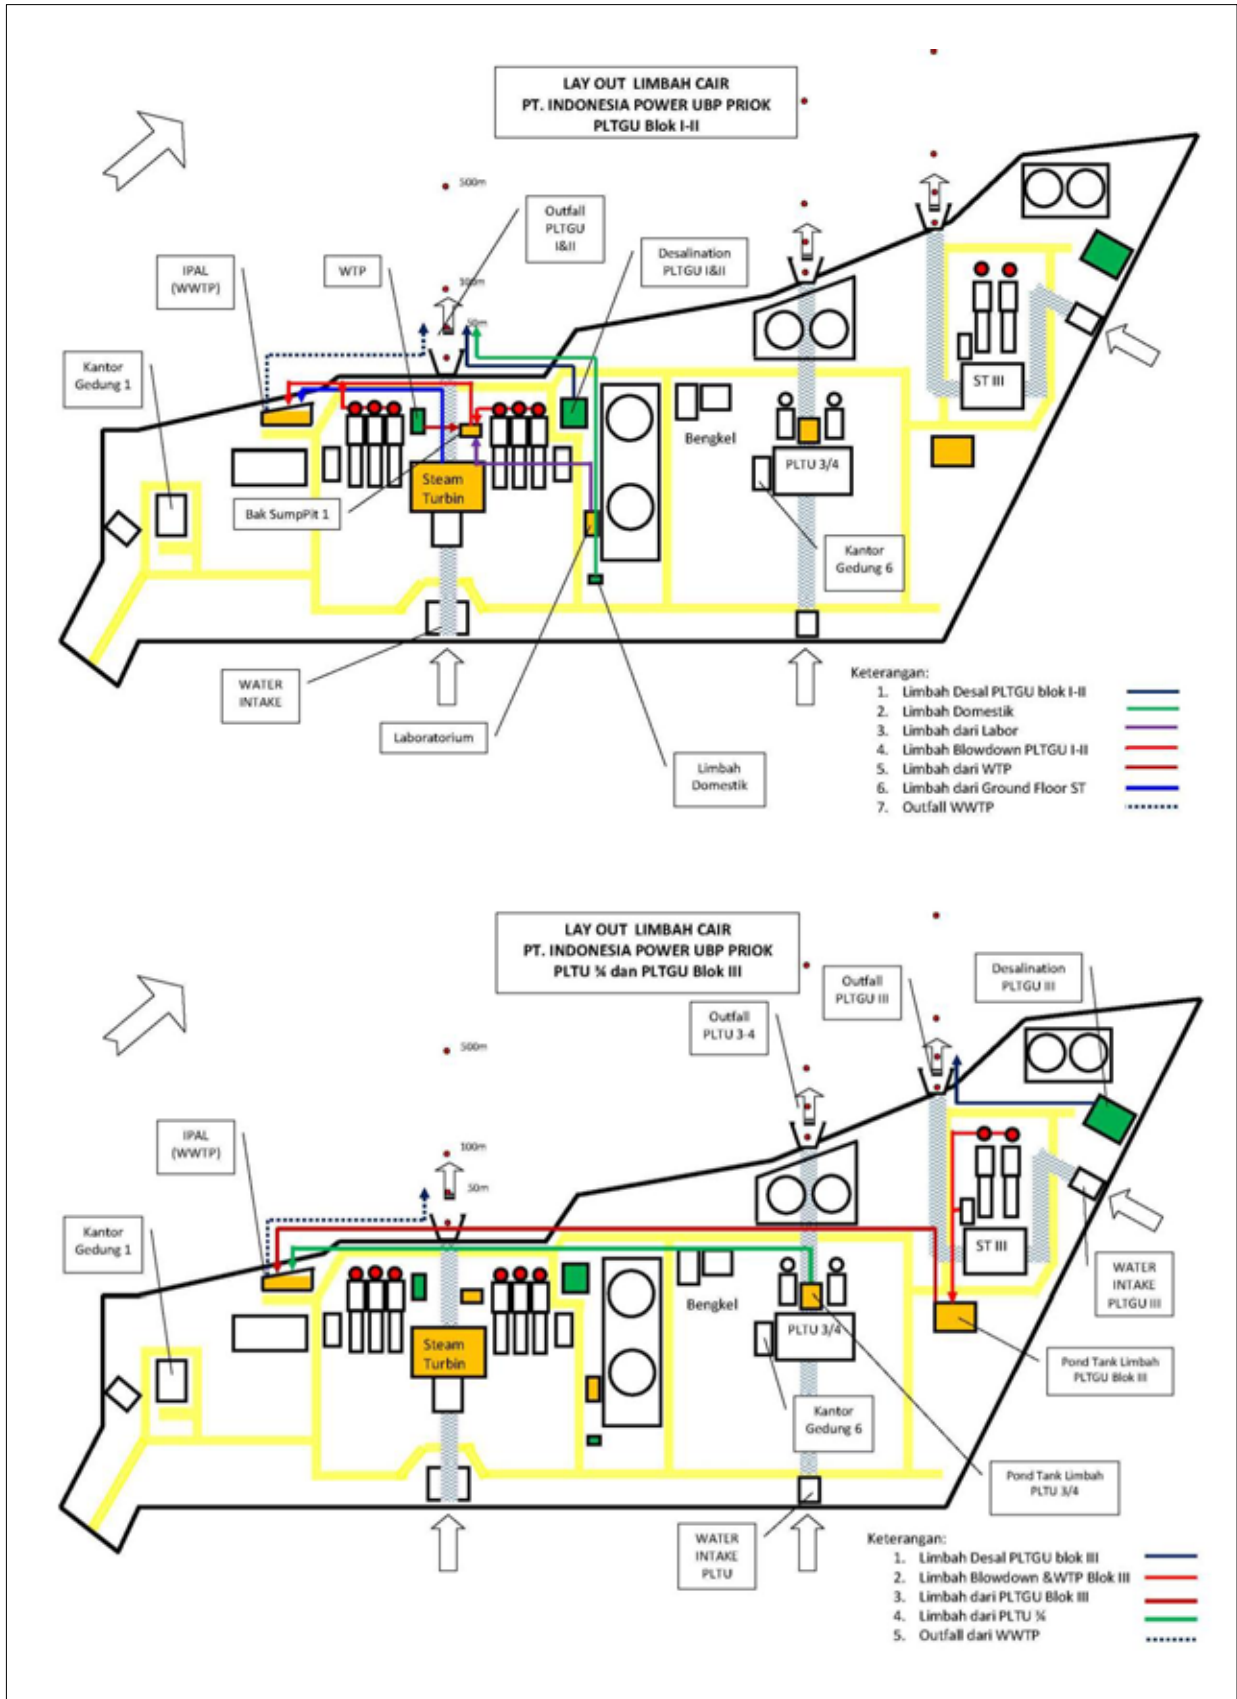 LAY OUT LIMBAH CAIR
PT. INDONESIA POWER UBP PRIOK
PLTGU Blok I-II
500m
Outfall
PLTGU
I&II
Desalination
PLTGU I&II
IPAL
(WWTP)
WTP
100m
50m
Kantor
Gedung 1
ST III
Bengkel
PLTU 3/4
Steam
Turbin
Bak SumpPit 1
Kantor
Gedung 6
WATER
INTAKE
Laboratorium
Limbah
Domestik
Keterangan:
1. Limbah Desal PLTGU blok I-II
2. Limbah Domestik
3. Limbah dari Labor
4. Limbah Blowdown PLTGU I-II
5. Limbah dari WTP
6. Limbah dari Ground Floor ST
7. Outfall WWTP
LAY OUT LIMBAH CAIR
PT. INDONESIA POWER UBP PRIOK
PLTU ¾ dan PLTGU Blok III
Outfall
PLTGU III
Desalination
PLTGU III
Outfall
PLTU 3-4
500m
IPAL
(WWTP)
100m
50m
Kantor
Gedung 1
ST III
WATER
INTAKE
PLTGU III
Bengkel
PLTU 3/4
Steam
Turbin
Pond Tank Limbah
PLTGU Blok III
Kantor
Gedung 6
Pond Tank Limbah
PLTU 3/4
WATER
INTAKE
PLTU
Keterangan:
1. Limbah Desal PLTGU blok III
2. Limbah Blowdown &WTP Blok III
3. Limbah dari PLTGU Blok III
4. Limbah dari PLTU ¾
5. Outfall dari WWTP